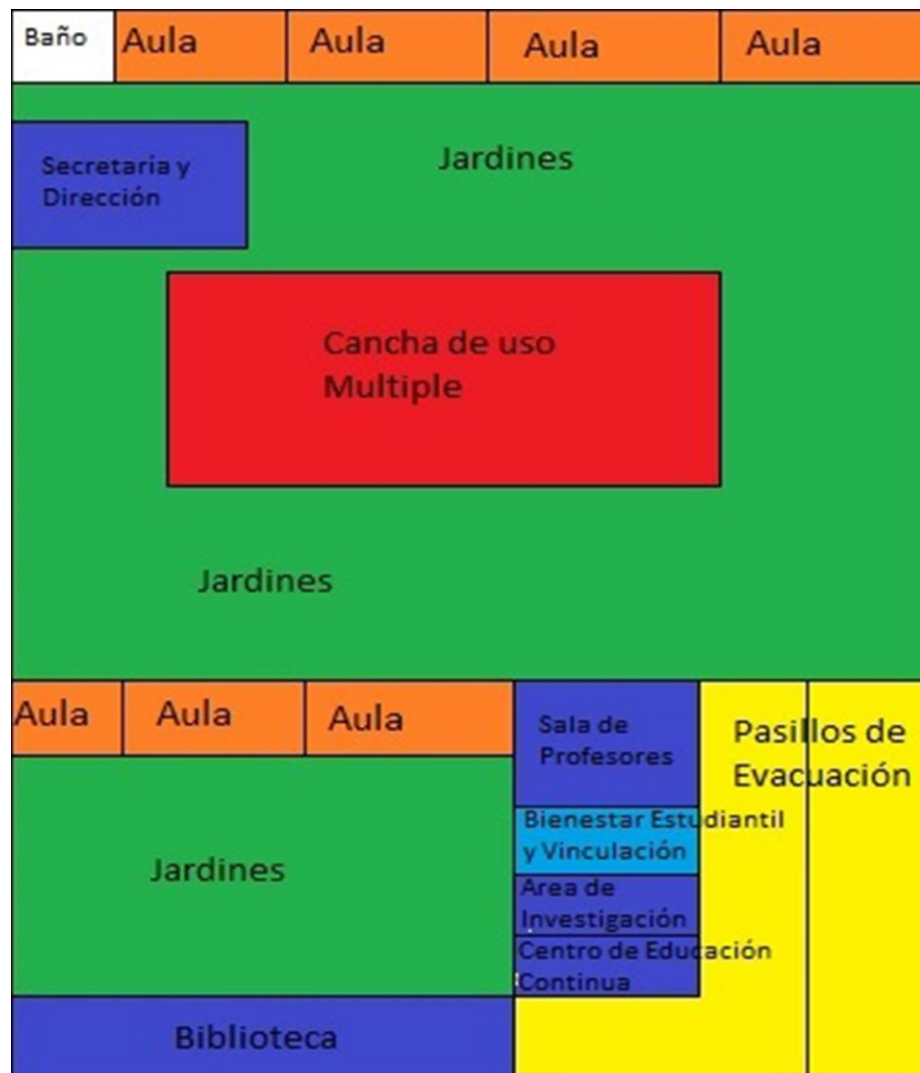 Baño
Aula
Aula
Aula
Aula
Secretaría y
Dirección
Jardines
Cancha de uso
Multiple
Jardines
Aula
Aula
Aula
Sala de
Profesores
Pasillos de
Evacuación
Bienestar Estudiantil
y Vinculación
Jardines
Area de
Investigación
Centro de Educación
Continua
Biblioteca